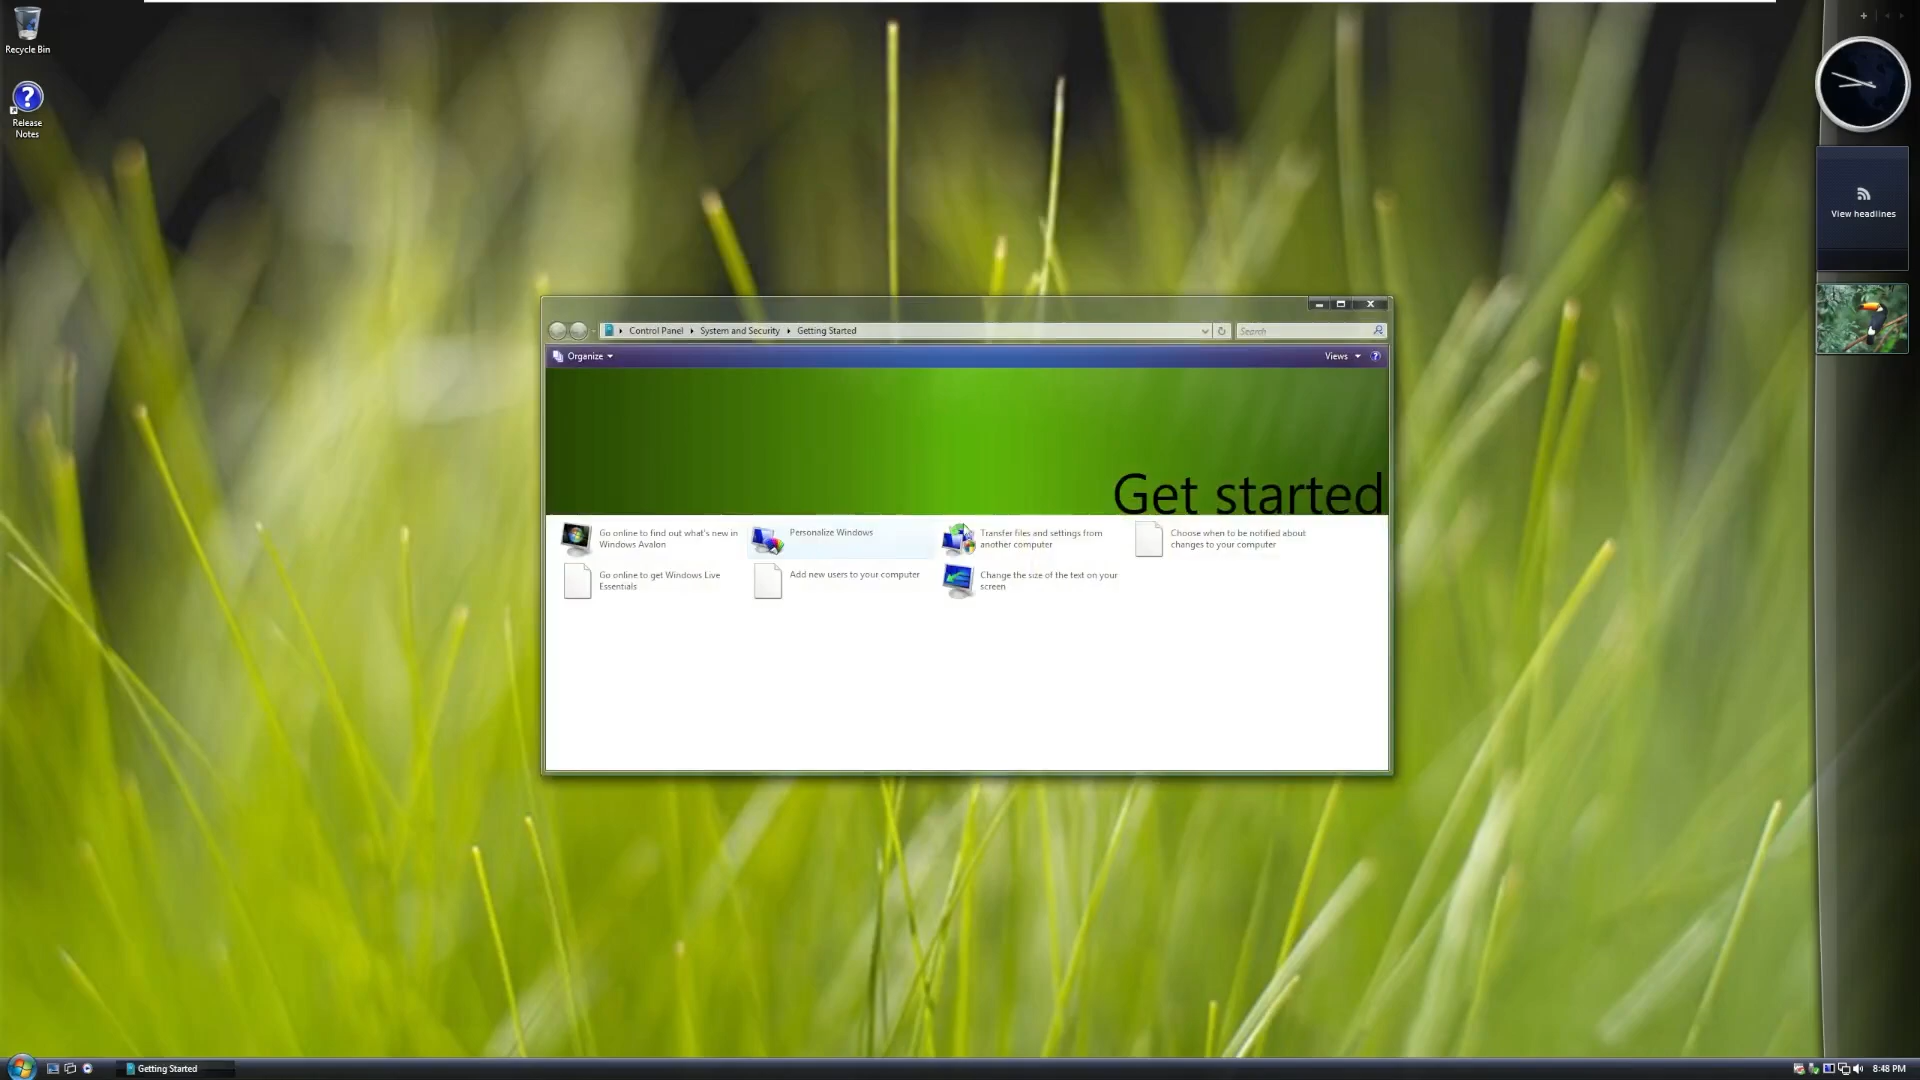 Recycle Bin
Release
Notes
View headlines
Control Panel
System and Security
Getting Started
Search
Organize
Views
Get started
Go online to find out what's new in
Windows Avalon
Personalize Windows
Transfer files and settings from
another computer
Choose when to be notified about
changes to your computer
Go online to get Windows Live
Essentials
Add new users to your computer
Change the size of the text on your
screen
Getting Started
8:48 PM